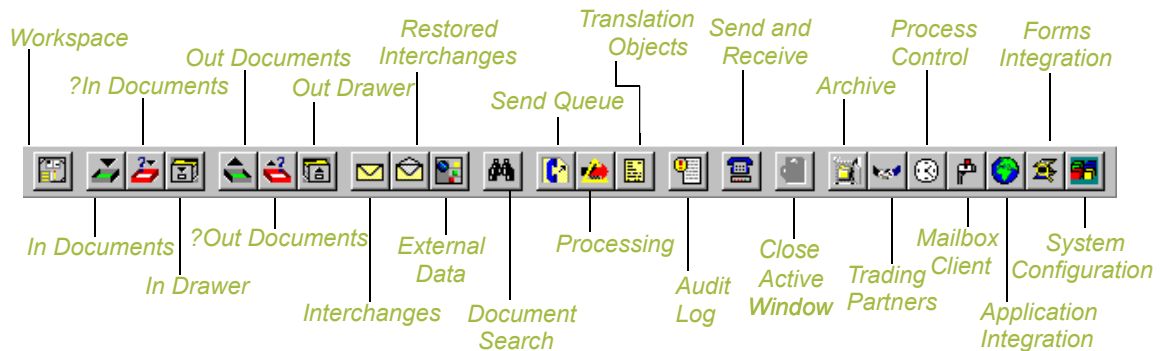 Workspace
?In Documents
Out Documents
Out Drawer
Restored
Interchanges
Send Queue
Translation
Objects
Send and
Receive
Archive
Process
Control
Forms
Integration
In Documents
In Drawer
?Out Documents
Interchanges
External
Data
Document
Search
Processing
Audit
Log
Close
Active
Window
Trading
Partners
Mailbox
Client
Application
Integration
System
Configuration